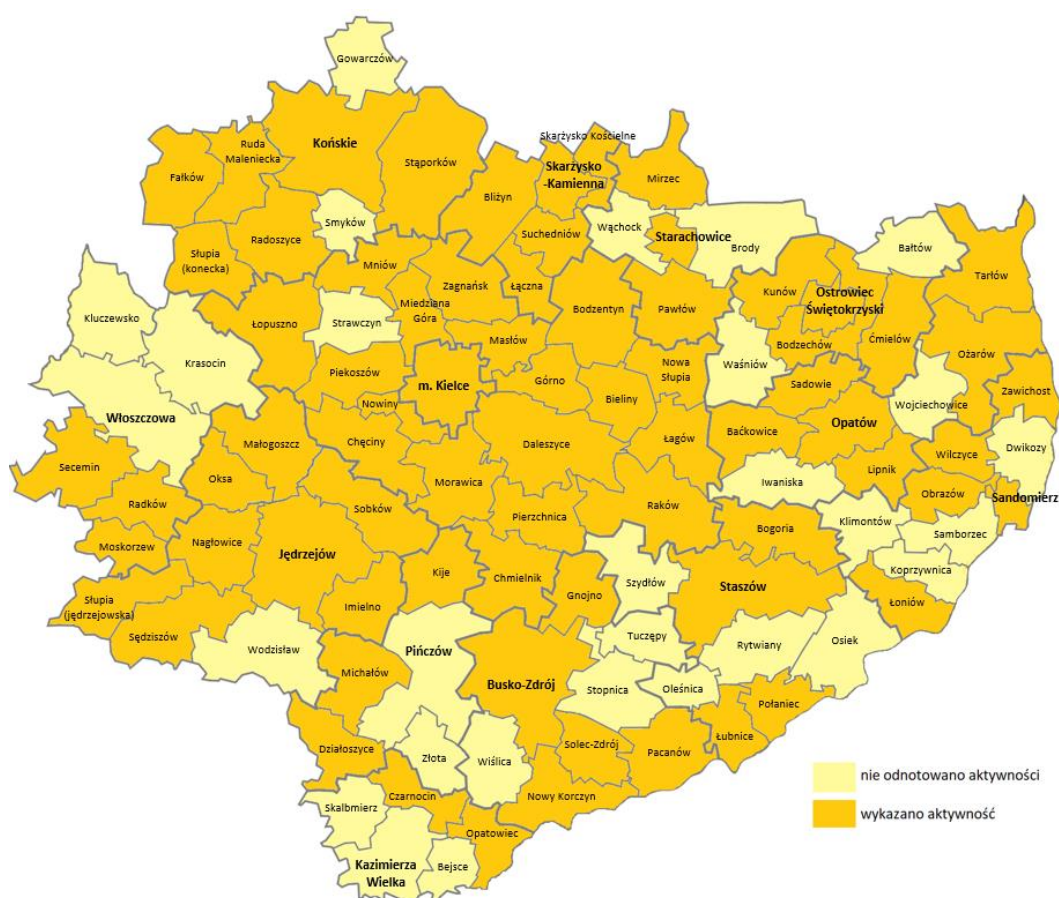 Gowarczów
Końskie
Ruda
Maleniecka
Fałków
Stąporków
Skarżysko Kościelne
Skarżysko
-Kamienna
Mirzec
Bliżyn
Smyków
Radoszyce
Słupia
(konecka)
Suchedniów
Wąchock
Starachowice
Brody
Bałtów
Tarłów
Mniów
Zagnańsk
Łączna
Miedziana
Góra
Bodzentyn
Pawłów
Kunów
Ostrowiec
Świętokrzyski
Bodzechów
Ćmielów
Ożarów
Kluczewsko
Krasocin
Łopuszno
Strawczyn
Masłów
Piekoszów
m. Kielce
Górno
Nowa
Słupia
Waśniów
Sadowie
Wojciechowice
Zawichost
Nowiny
Bieliny
Włoszczowa
Małogoszcz
Chęciny
Daleszyce
Łagów
Baćkowice
Opatów
Dwikozy
Secemin
Oksa
Morawica
Lipnik
Wilczyce
Iwaniska
Obrazów
Sandomierz
Radków
Sobków
Pierzchnica
Raków
Bogoria
Klimontów
Samborzec
Moskorzew
Nagłowice
Jędrzejów
Kije
Chmielnik
Gnojno
Szydłów
Staszów
Koprzywnica
Słupia
(jędrzejowska)
Imielno
Łoniów
Sędziszów
Wodzisław
Pińczów
Tuczępy
Rytwiany
Osiek
Michałów
Busko-Zdrój
Stopnica
Oleśnica
Połaniec
Działoszyce
Złota
Wiślica
Solec-Zdrój
Pacanów
Łubnice
Skalbmierz
Czarnocin
Nowy Korczyn
Opatowiec
Kazimierza
Wielka
Bejsce
nie odnotowano aktywności
wykazano aktywność